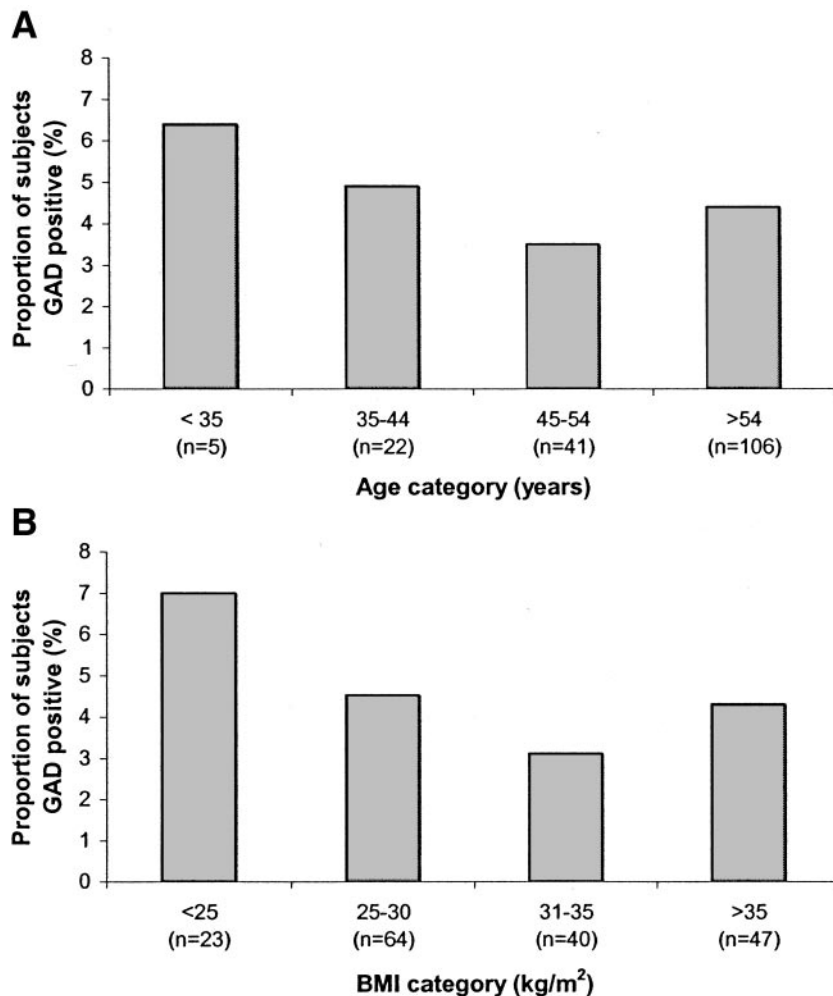 A
Proportion of subjects
GAD positive (%)
8
7
6
5
4
3
2
1
0
< 35 35-44 45-54 >54
(n=5) (n=22) (n=41) (n=106)
Age category (years)
B
Proportion of subjects
GAD positive (%)
8
7
6
5
4
3
2
1
0
<25 25-30 31-35 >35
(n=23) (n=64) (n=40) (n=47)
BMI category (kg/m²)